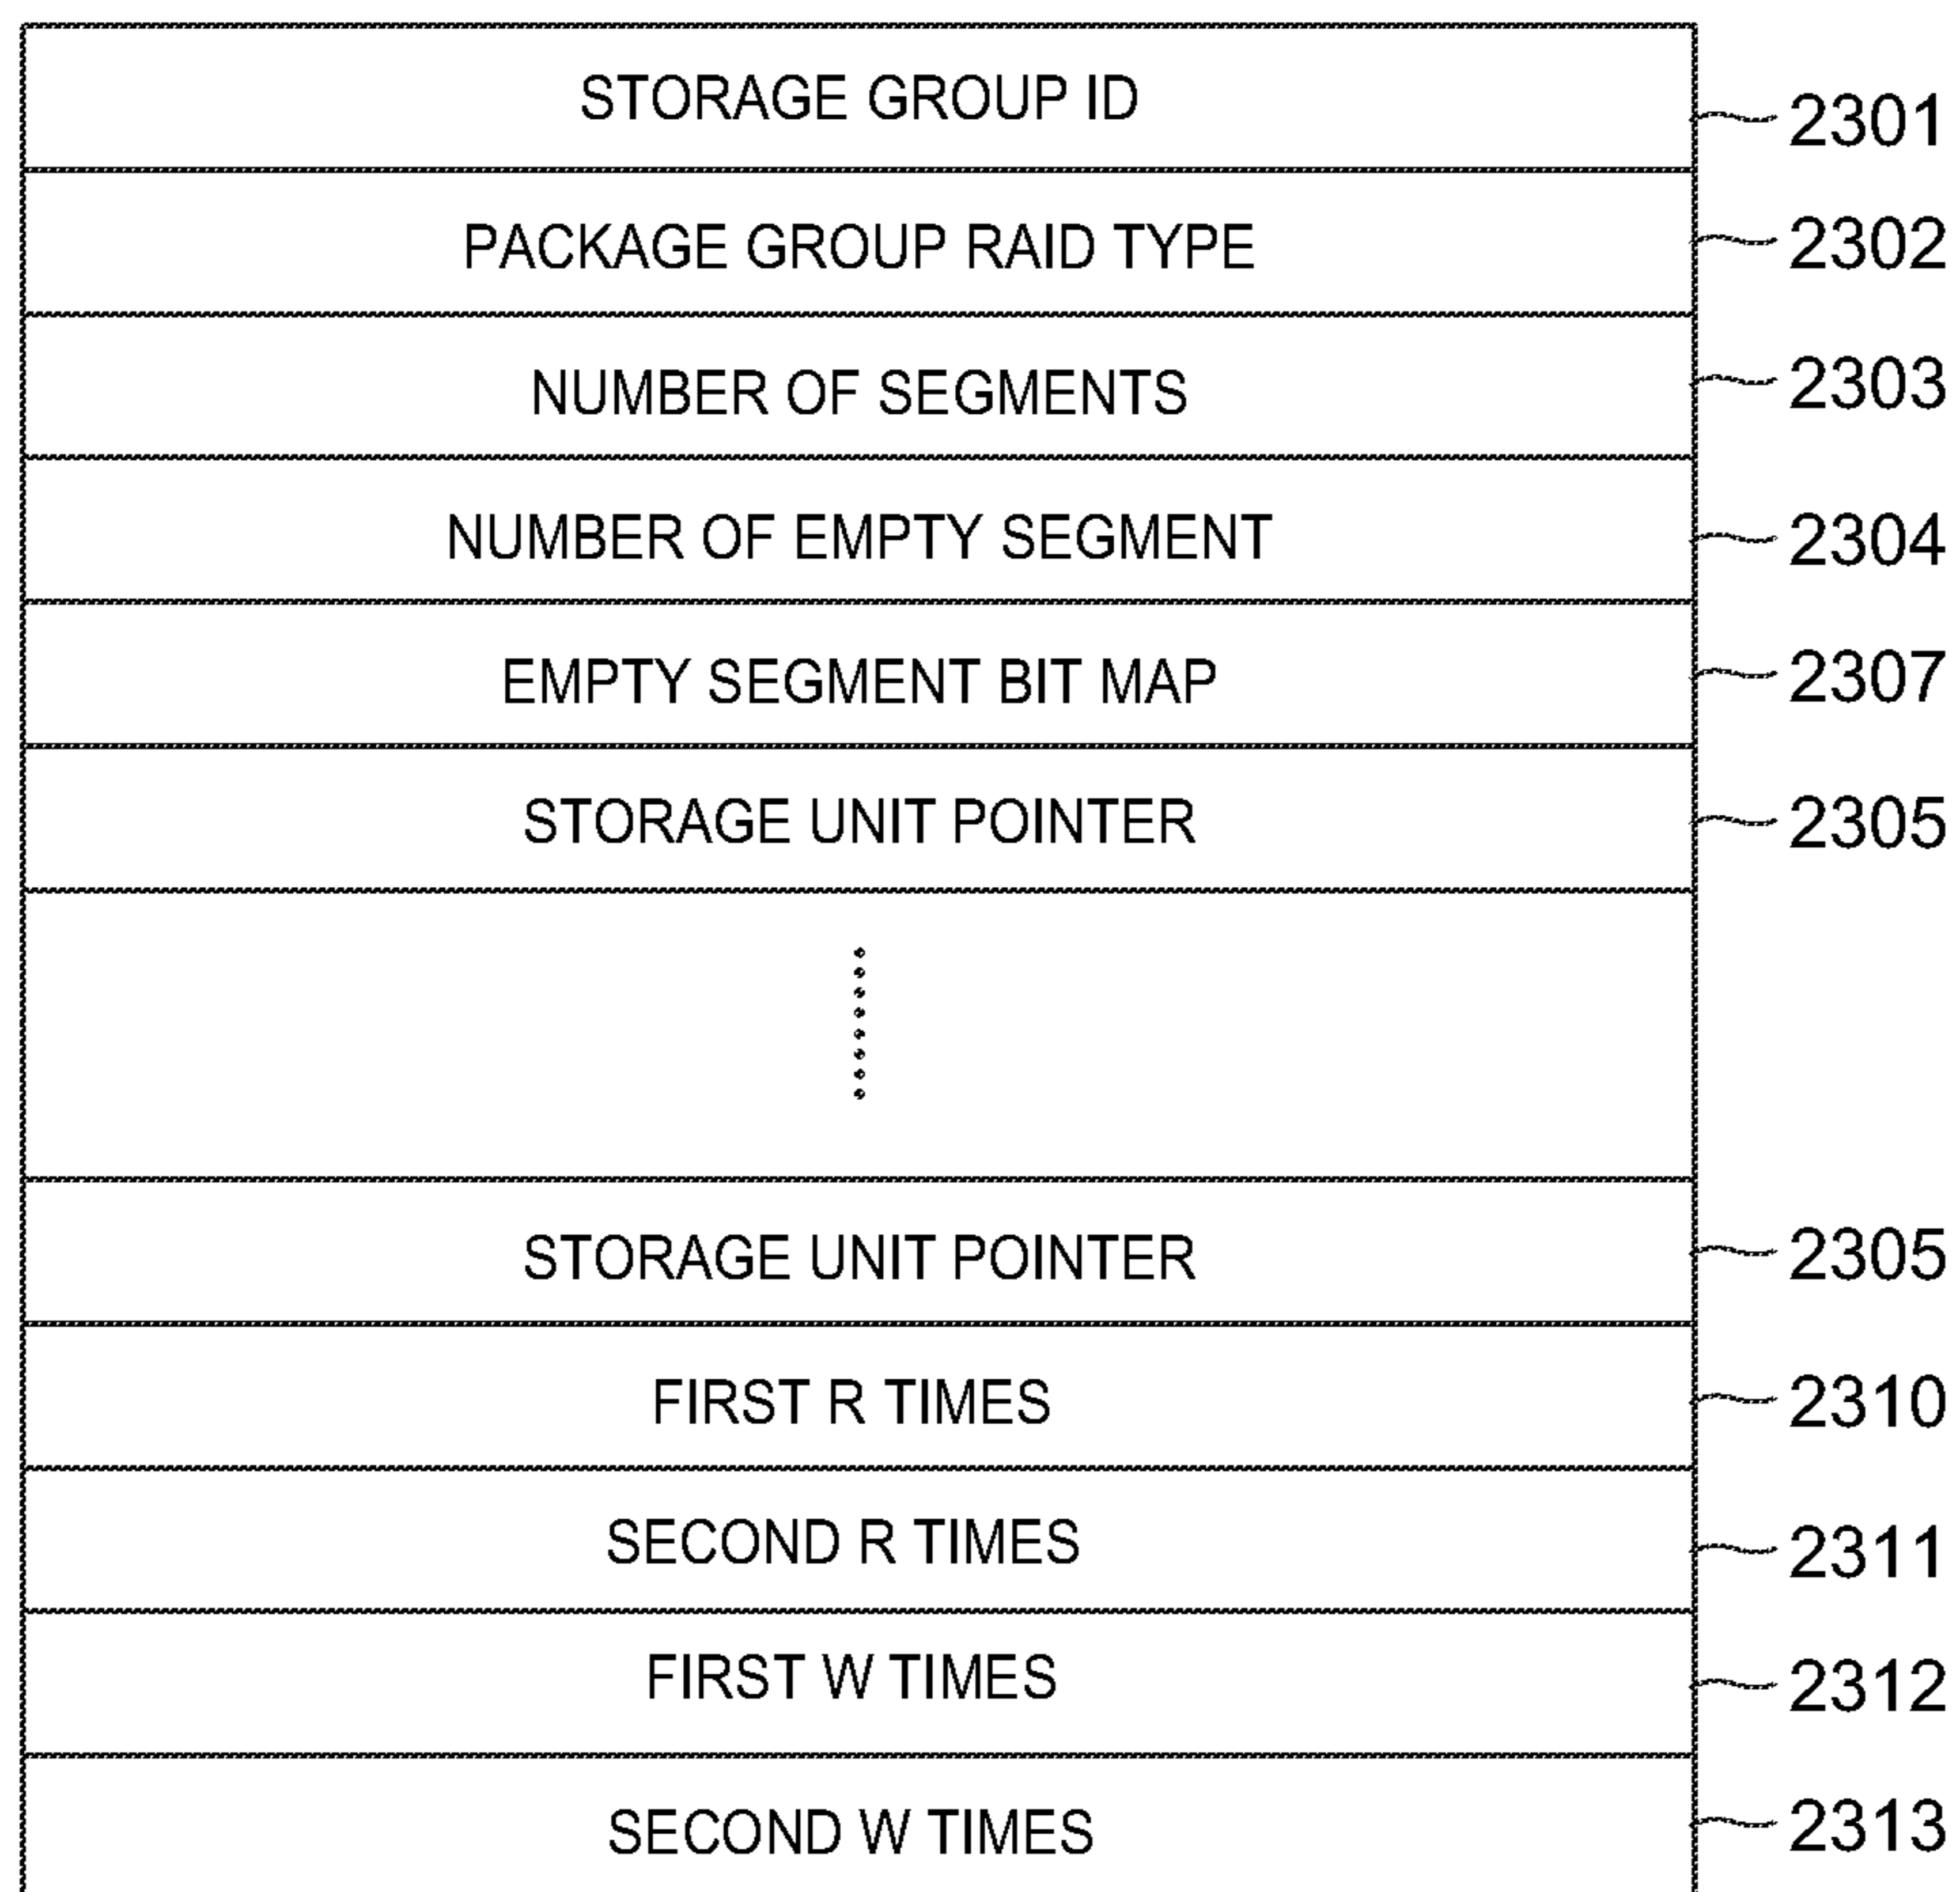 STORAGE GROUP ID 2301
PACKAGE GROUP RAID TYPE 2302
NUMBER OF SEGMENTS 2303
NUMBER OF EMPTY SEGMENT 2304
EMPTY SEGMENT BIT MAP 2307
STORAGE UNIT POINTER 2305
STORAGE UNIT POINTER 2305
FIRST R TIMES 2310
SECOND R TIMES 2311
FIRST W TIMES 2312
SECOND W TIMES 2313